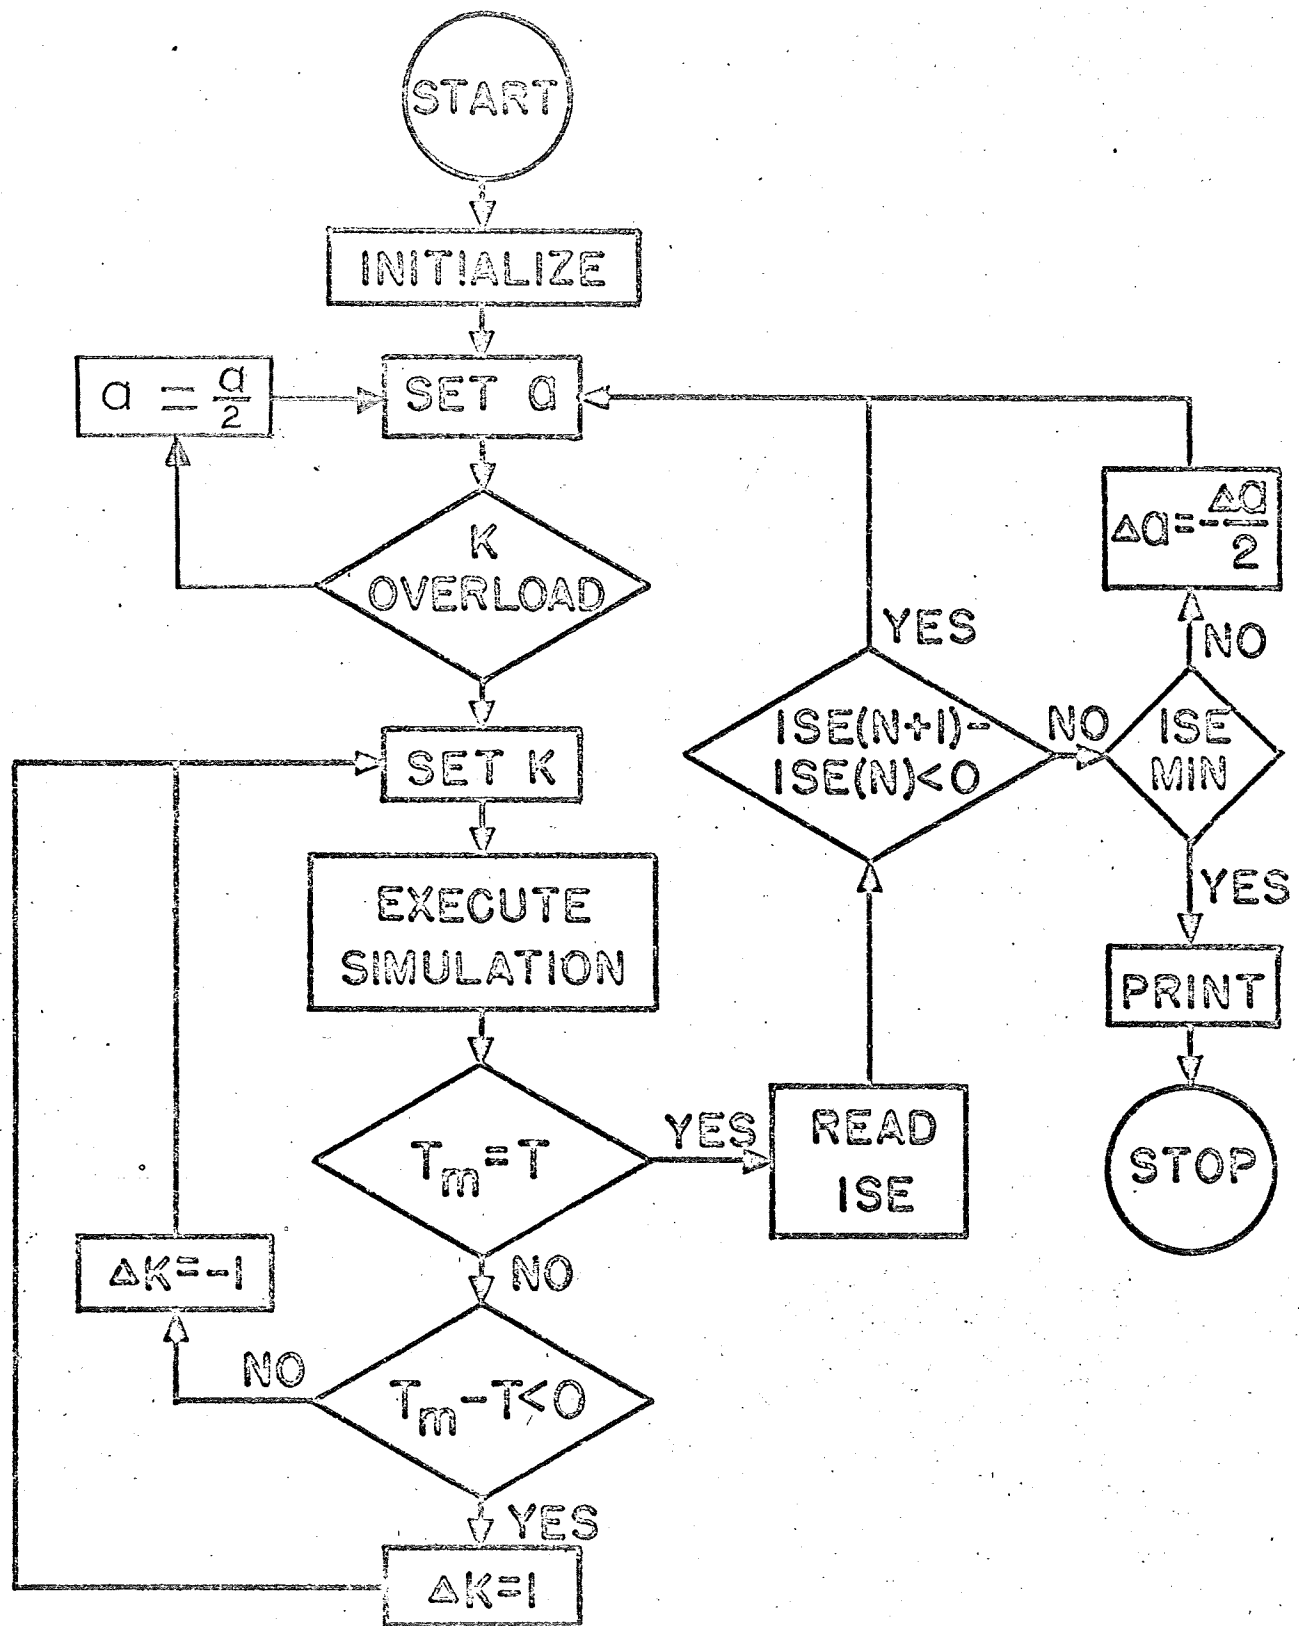 START
INITIALIZE
a = a/2
SET a
K
OVERLOAD
Δa=-Δa/2
YES
NO
SET K
ISE(N+1)-
ISE(N)<0
NO
ISE
MIN
EXECUTE
SIMULATION
YES
PRINT
Tm=T
YES
READ
ISE
STOP
NO
ΔK=-1
NO
Tm-T<0
YES
ΔK=1